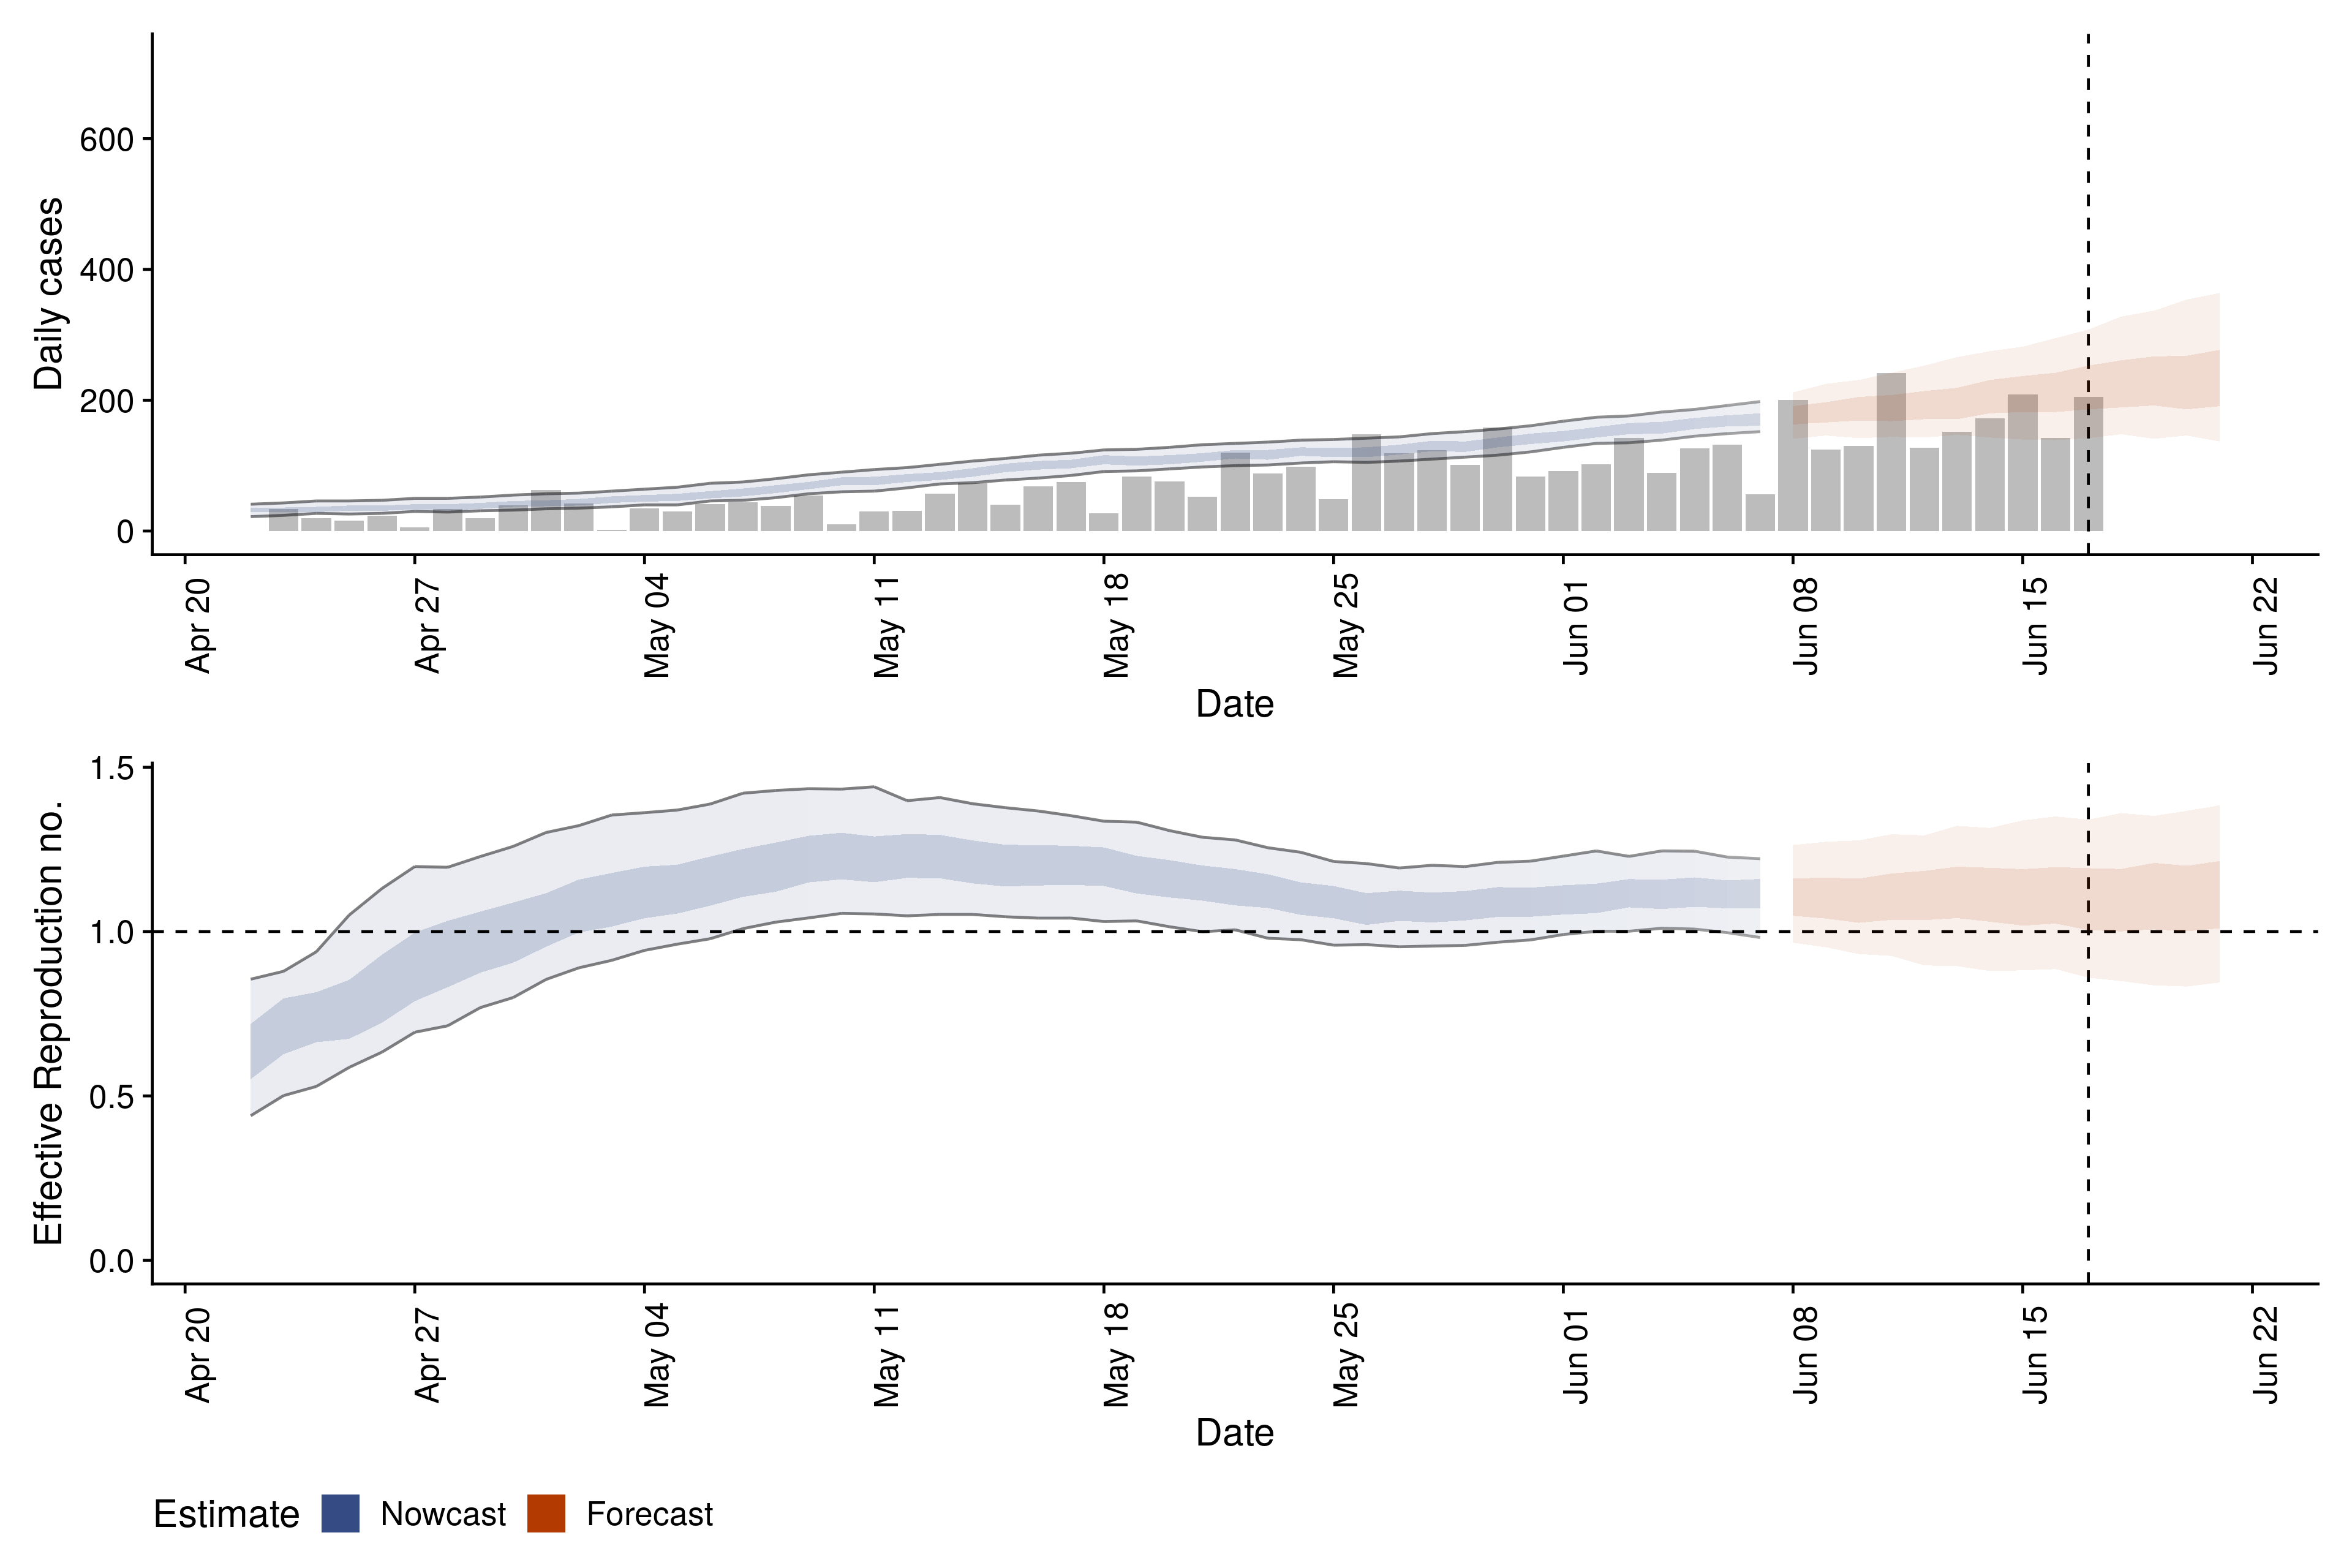 Daily cases
600
400
200
0
Apr 20
Apr 27
May 04
May 11
May 18
May 25
Jun 01
Jun 08
Jun 15
Jun 22
Date
Effective Reproduction no.
1.5
1.0
0.5
0.0
Apr 20
Apr 27
May 04
May 11
May 18
May 25
Jun 01
Jun 08
Jun 15
Jun 22
Date
Estimate Nowcast Forecast